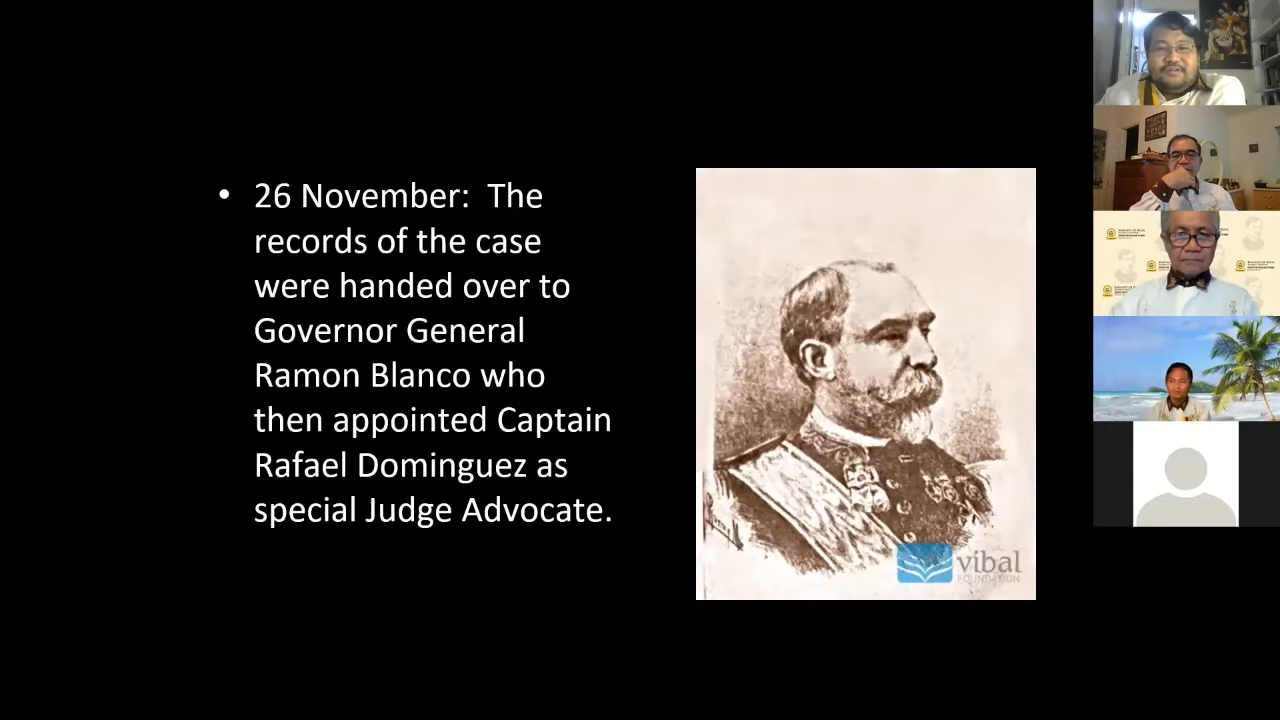 • 26 November:  The
records of the case
were handed over to
Governor General
Ramon Blanco who
then appointed Captain
Rafael Dominguez as
special Judge Advocate.
vibal
FOUNDATION